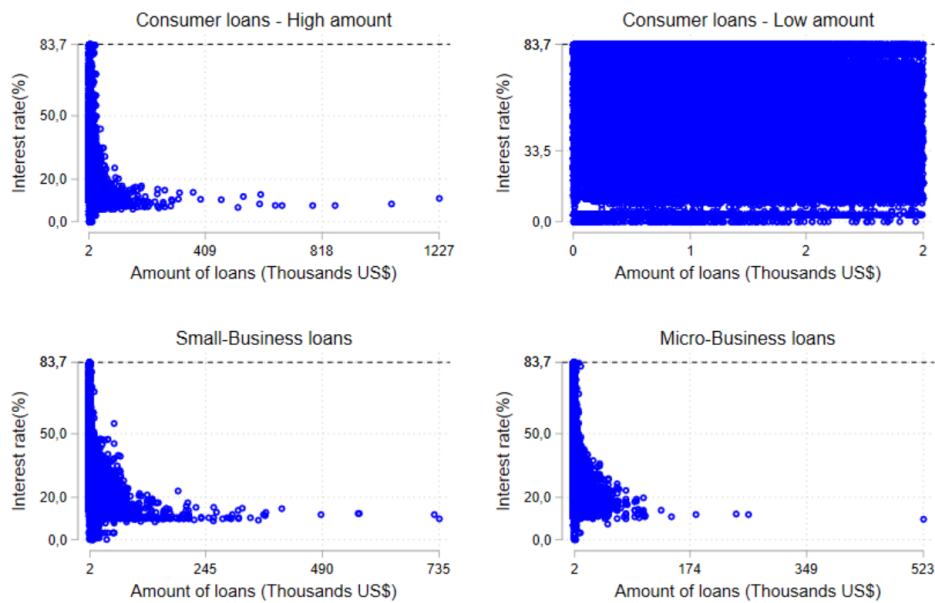 Consumer loans - High amount
83,7
50,0
20,0
0,0
Interest rate(%)
2 409 818 1227
Amount of loans (Thousands US$)
Consumer loans - Low amount
83,7
33,5
0,0
Interest rate(%)
0 1 2 2
Amount of loans (Thousands US$)
Small-Business loans
83,7
50,0
20,0
0,0
Interest rate(%)
2 245 490 735
Amount of loans (Thousands US$)
Micro-Business loans
83,7
50,0
20,0
0,0
Interest rate(%)
2 174 349 523
Amount of loans (Thousands US$)